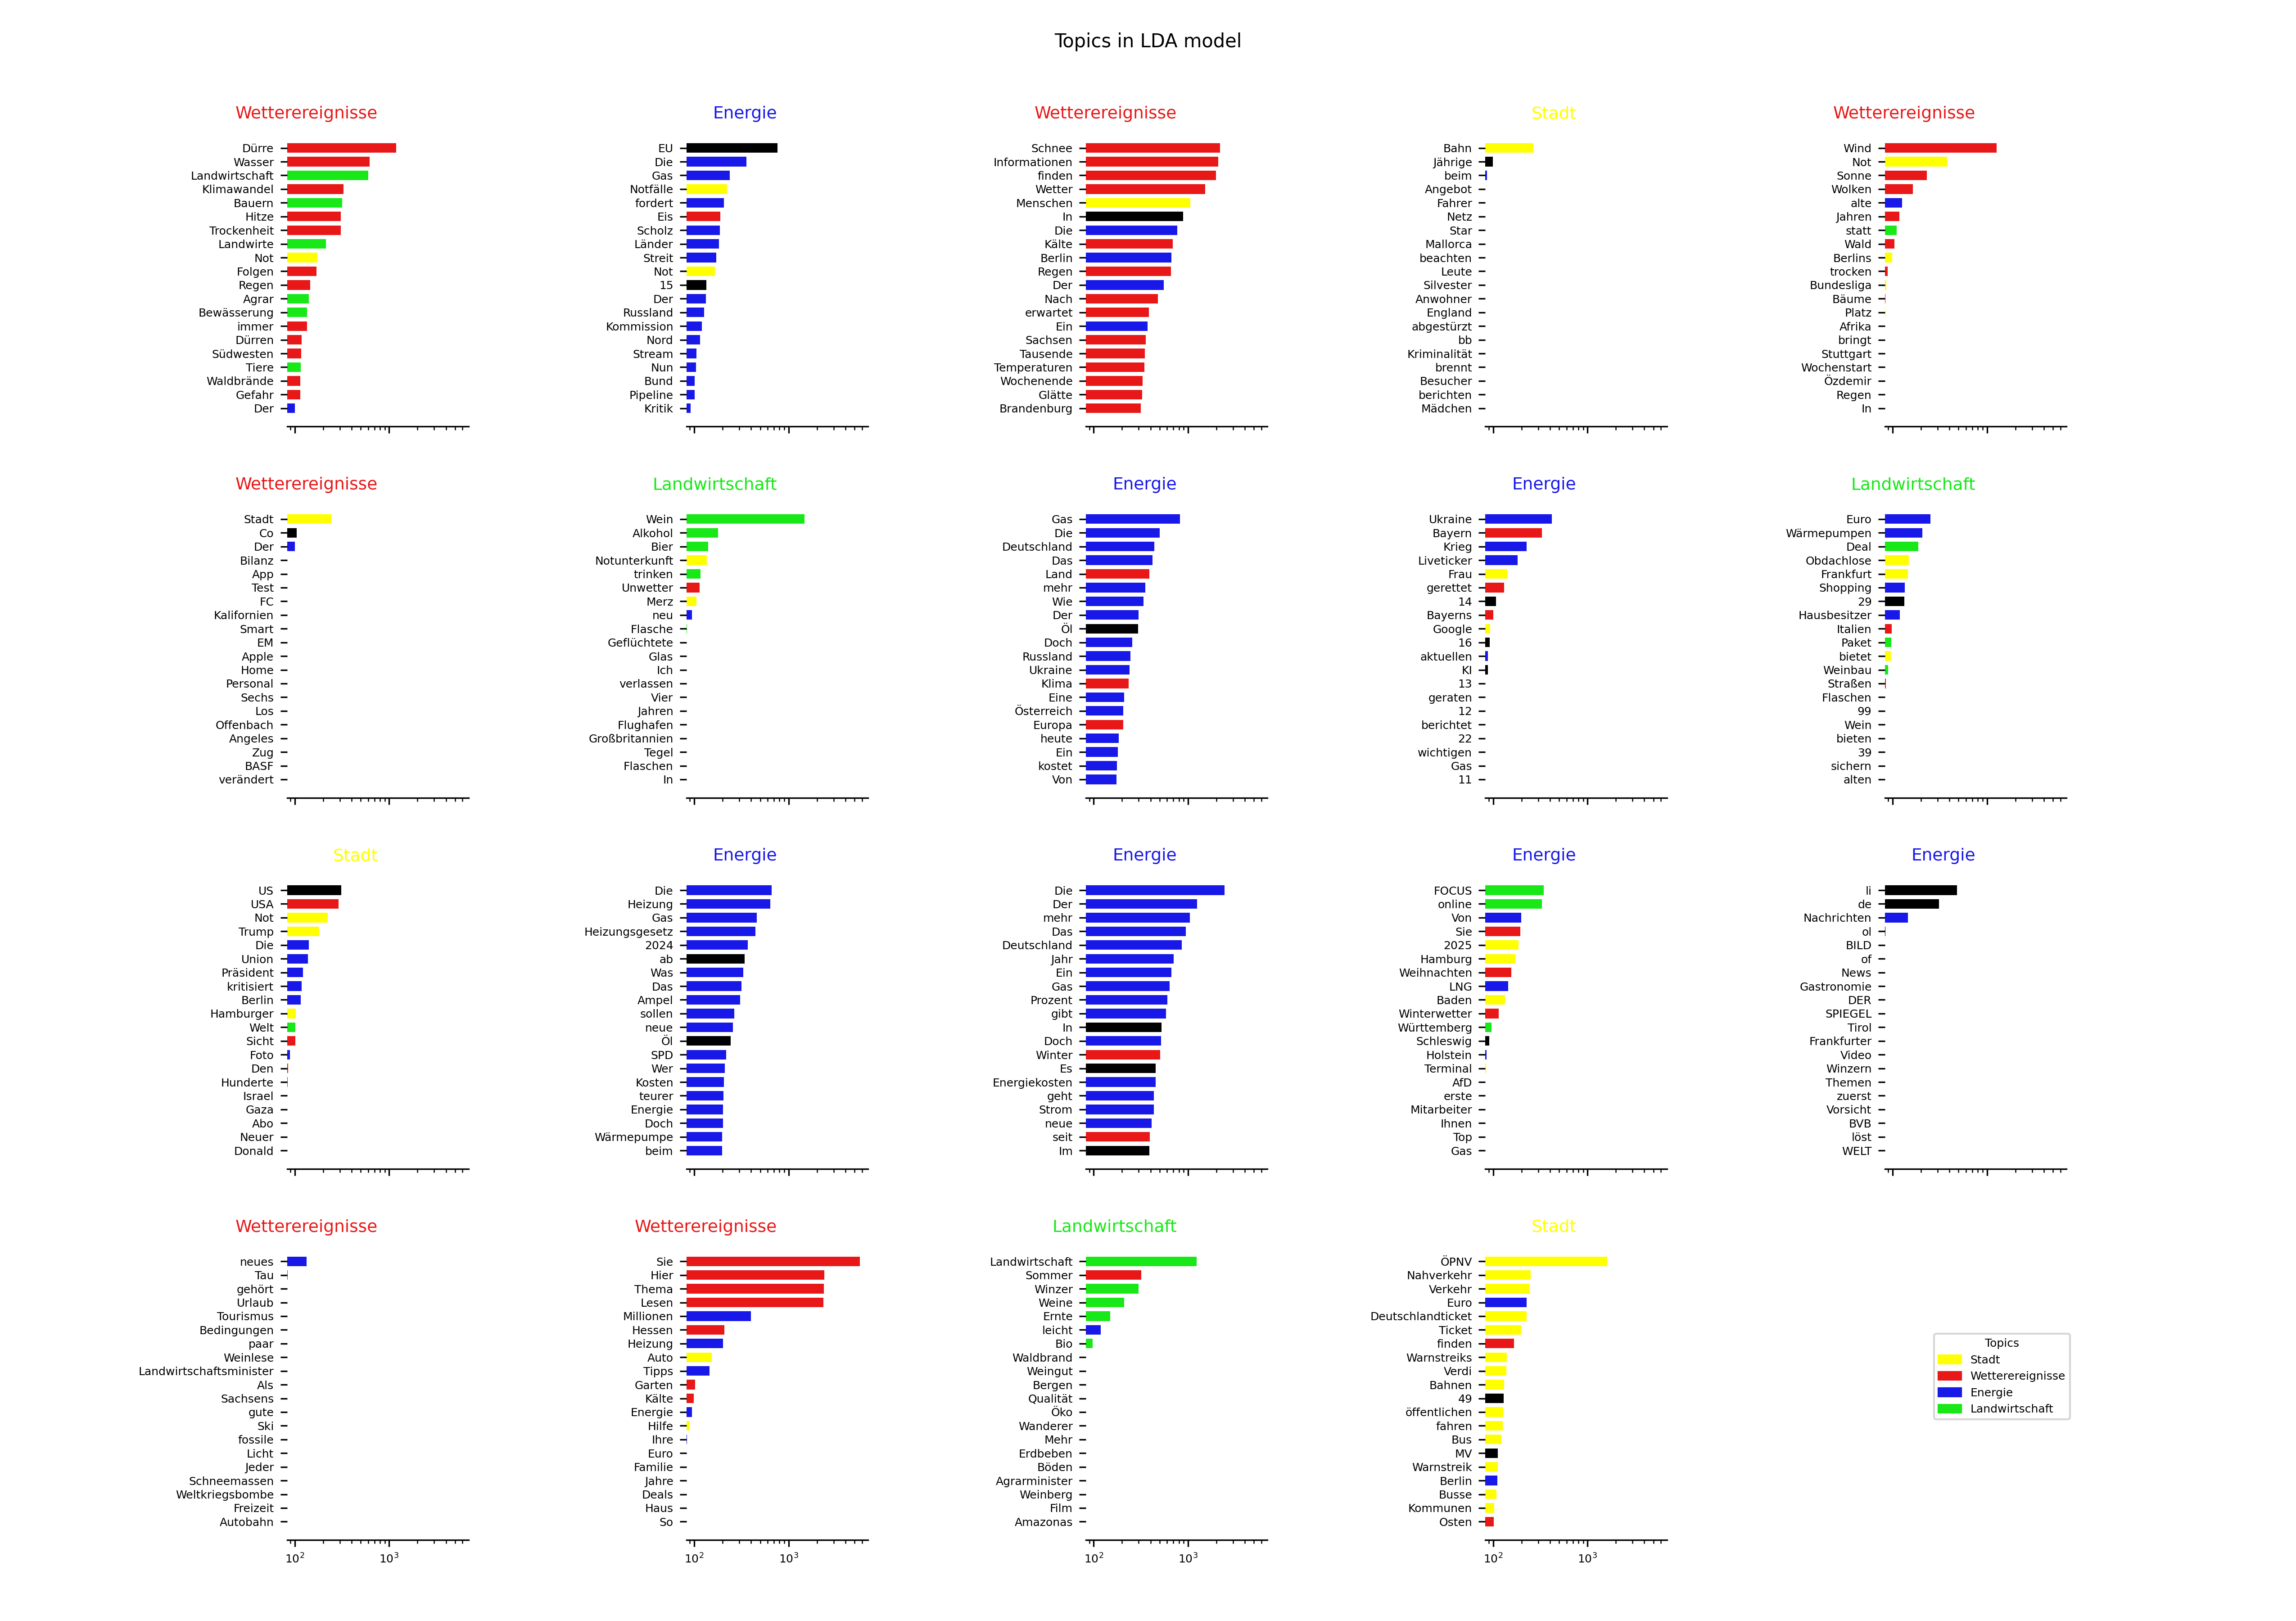 Topics in LDA model
Wetterereignisse
Dürre
Wasser
Landwirtschaft
Klimawandel
Bauern
Hitze
Trockenheit
Landwirte
Not
Folgen
Regen
Agrar
Bewässerung
immer
Dürren
Südwesten
Tiere
Waldbrände
Gefahr
Der
Energie
EU
Die
Gas
Notfälle
fordert
Eis
Scholz
Länder
Streit
Not
15
Der
Russland
Kommission
Nord
Stream
Nun
Bund
Pipeline
Kritik
Wetterereignisse
Schnee
Informationen
finden
Wetter
Menschen
In
Die
Kälte
Berlin
Regen
Der
Nach
erwartet
Ein
Sachsen
Tausende
Temperaturen
Wochenende
Glätte
Brandenburg
Stadt
Bahn
Jährige
beim
Angebot
Fahrer
Netz
Star
Mallorca
beachten
Leute
Silvester
Anwohner
England
abgestürzt
bb
Kriminalität
brennt
Besucher
berichten
Mädchen
Wetterereignisse
Wind
Not
Sonne
Wolken
alte
Jahren
statt
Wald
Berlins
trocken
Bundesliga
Bäume
Platz
Afrika
bringt
Stuttgart
Wochenstart
Özdemir
Regen
In
Wetterereignisse
Stadt
Co
Der
Bilanz
App
Test
FC
Kalifornien
Smart
EM
Apple
Home
Personal
Sechs
Los
Offenbach
Angeles
Zug
BASF
verändert
Landwirtschaft
Wein
Alkohol
Bier
Notunterkunft
trinken
Unwetter
Merz
neu
Flasche
Geflüchtete
Glas
Ich
verlassen
Vier
Jahren
Flughafen
Großbritannien
Tegel
Flaschen
In
Energie
Gas
Die
Deutschland
Das
Land
mehr
Wie
Der
Öl
Doch
Russland
Ukraine
Klima
Eine
Österreich
Europa
heute
Ein
kostet
Von
Energie
Ukraine
Bayern
Krieg
Liveticker
Frau
gerettet
14
Bayerns
Google
16
aktuellen
KI
13
geraten
12
berichtet
22
wichtigen
Gas
11
Landwirtschaft
Euro
Wärmepumpen
Deal
Obdachlose
Frankfurt
Shopping
29
Hausbesitzer
Italien
Paket
bietet
Weinbau
Straßen
Flaschen
99
Wein
bieten
39
sichern
alten
Stadt
US
USA
Not
Trump
Die
Union
Präsident
kritisiert
Berlin
Hamburger
Welt
Sicht
Foto
Den
Hunderte
Israel
Gaza
Abo
Neuer
Donald
Energie
Die
Heizung
Gas
Heizungsgesetz
2024
ab
Was
Das
Ampel
sollen
neue
Öl
SPD
Wer
Kosten
teurer
Energie
Doch
Wärmepumpe
beim
Energie
Die
Der
mehr
Das
Deutschland
Jahr
Ein
Gas
Prozent
gibt
In
Doch
Winter
Es
Energiekosten
geht
Strom
neue
seit
Im
Energie
FOCUS
online
Von
Sie
2025
Hamburg
Weihnachten
LNG
Baden
Winterwetter
Württemberg
Schleswig
Holstein
Terminal
AfD
erste
Mitarbeiter
Ihnen
Top
Gas
Energie
li
de
Nachrichten
ol
BILD
of
News
Gastronomie
DER
SPIEGEL
Tirol
Frankfurter
Video
Winzern
Themen
zuerst
Vorsicht
BVB
löst
WELT
Wetterereignisse
neues
Tau
gehört
Urlaub
Tourismus
Bedingungen
paar
Weinlese
Landwirtschaftsminister
Als
Sachsens
gute
Ski
fossile
Licht
Jeder
Schneemassen
Weltkriegsbombe
Freizeit
Autobahn
10² 10³
Wetterereignisse
Sie
Hier
Thema
Lesen
Millionen
Hessen
Heizung
Auto
Tipps
Garten
Kälte
Energie
Hilfe
Ihre
Euro
Familie
Jahre
Deals
Haus
So
10² 10³
Landwirtschaft
Landwirtschaft
Sommer
Winzer
Weine
Ernte
leicht
Bio
Waldbrand
Weingut
Bergen
Qualität
Öko
Wanderer
Mehr
Erdbeben
Böden
Agrarminister
Weinberg
Film
Amazonas
10² 10³
Stadt
ÖPNV
Nahverkehr
Verkehr
Euro
Deutschlandticket
Ticket
finden
Warnstreiks
Verdi
Bahnen
49
öffentlichen
fahren
Bus
MV
Warnstreik
Berlin
Busse
Kommunen
Osten
10² 10³
Topics
Stadt
Wetterereignisse
Energie
Landwirtschaft